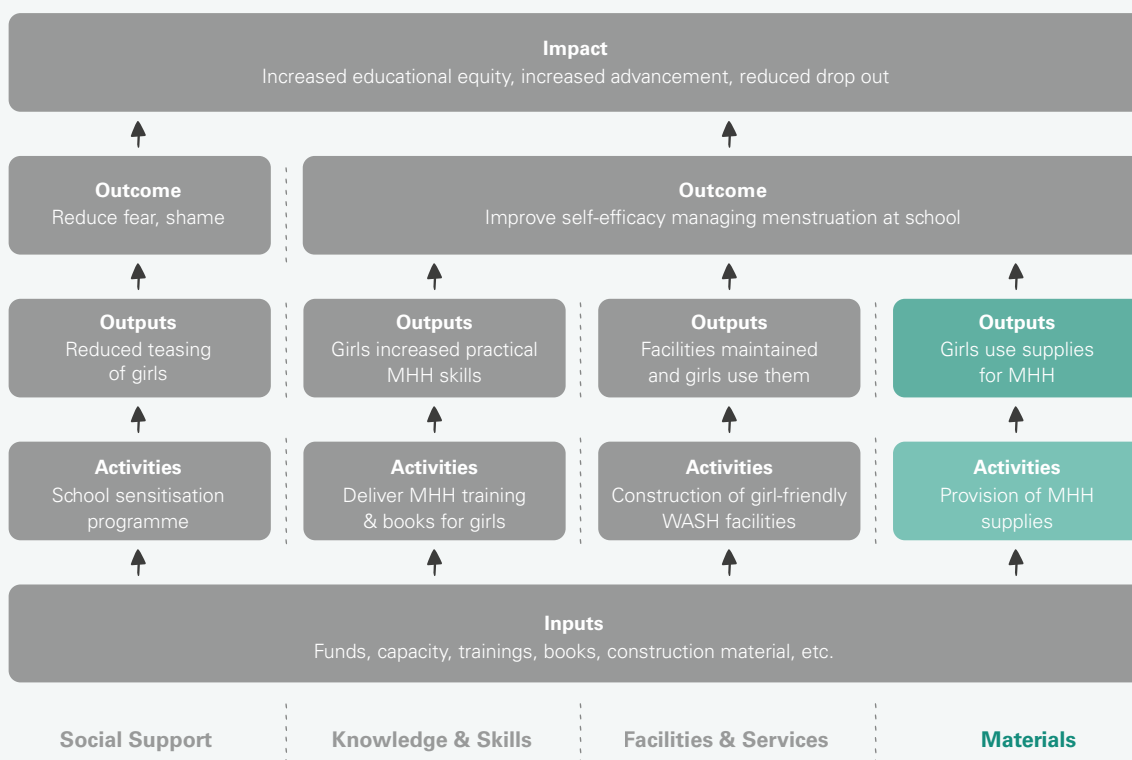 Impact
Increased educational equity, increased advancement, reduced drop out
Outcome
Reduce fear, shame
Outcome
Improve self-efficacy managing menstruation at school
Outputs
Reduced teasing
of girls
Outputs
Girls increased practical
MHH skills
Outputs
Facilities maintained
and girls use them
Outputs
Girls use supplies
for MHH
Activities
School sensitisation
programme
Activities
Deliver MHH training
& books for girls
Activities
Construction of girl-friendly
WASH facilities
Activities
Provision of MHH
supplies
Inputs
Funds, capacity, trainings, books, construction material, etc.
Social Support
Knowledge & Skills
Facilities & Services
Materials